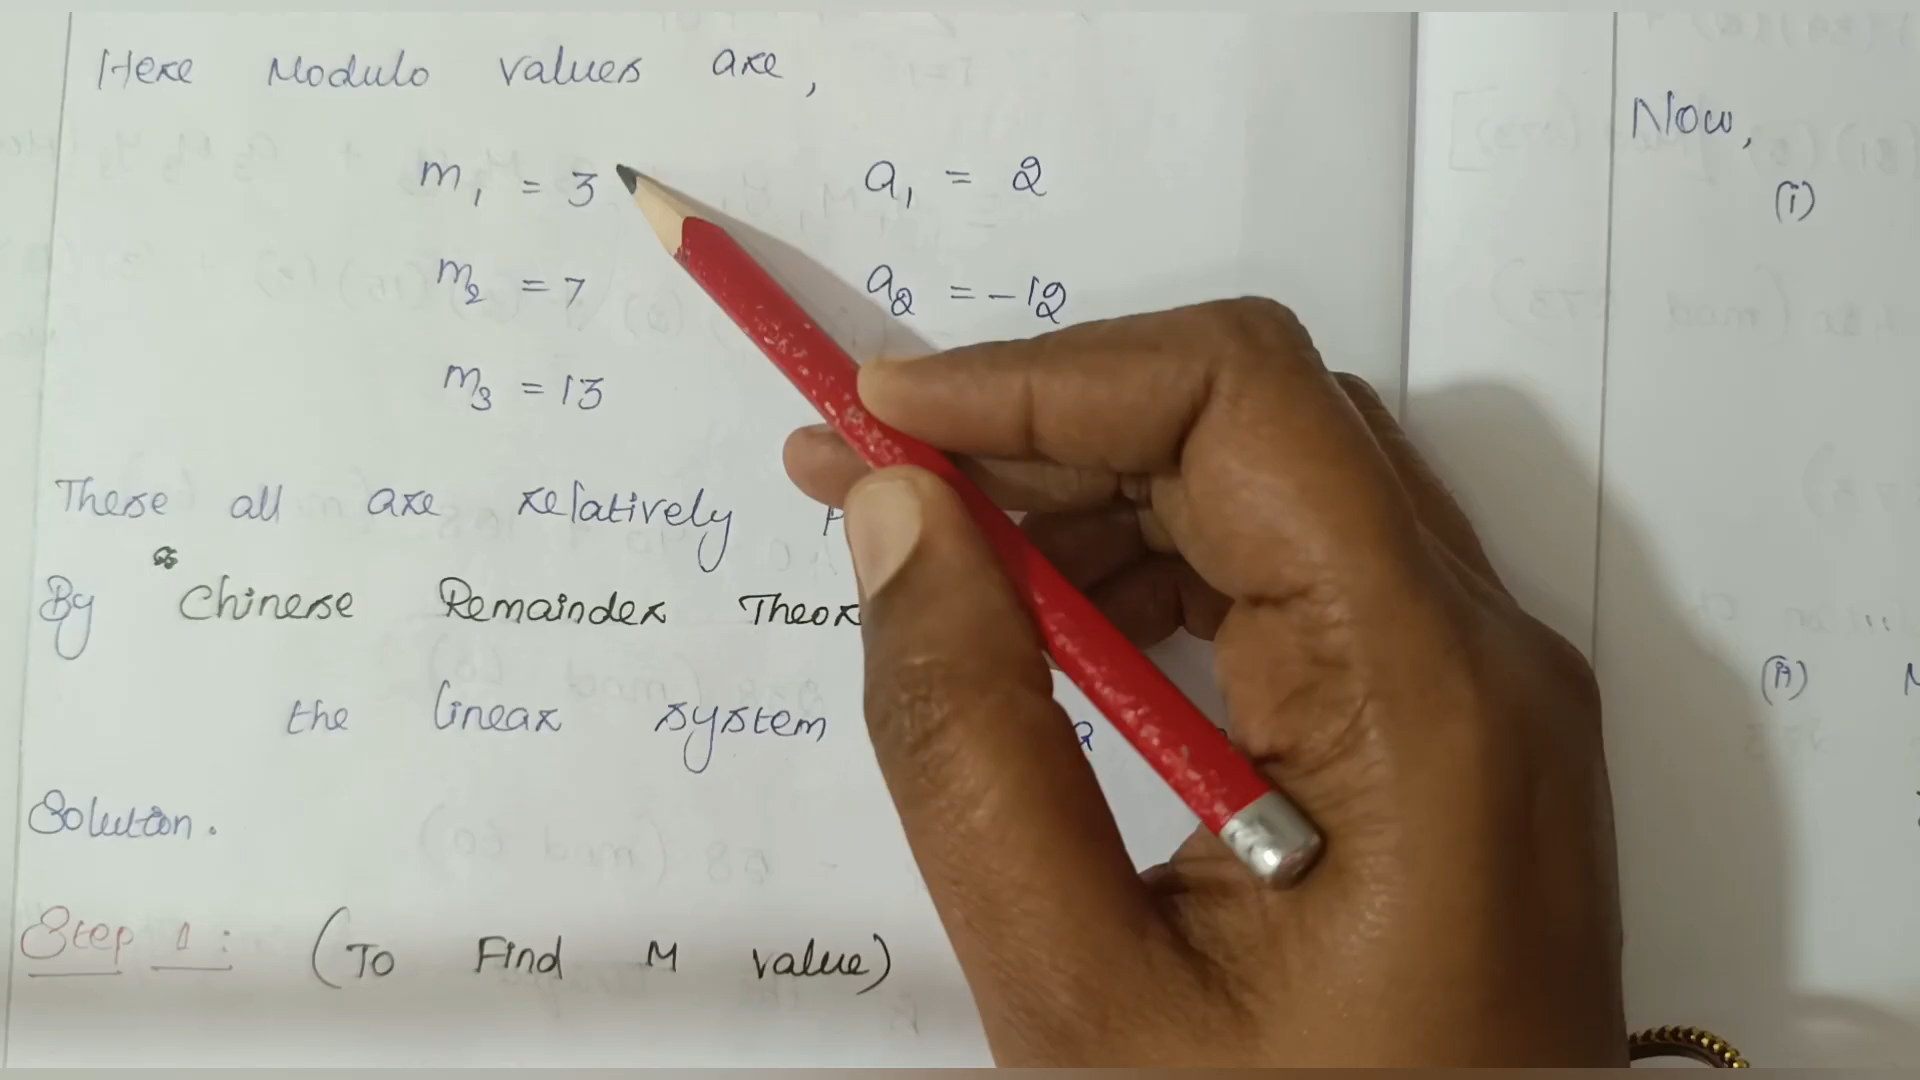 Here Modulo values are,
m1 = 3 a1 = 2
m2 = 7 a2 = -12
m3 = 13
These all are relatively
By Chinese Remainder Theor
the linear system
Solution.
Step 1: (To Find M value)
Now,
(i)
(ii)